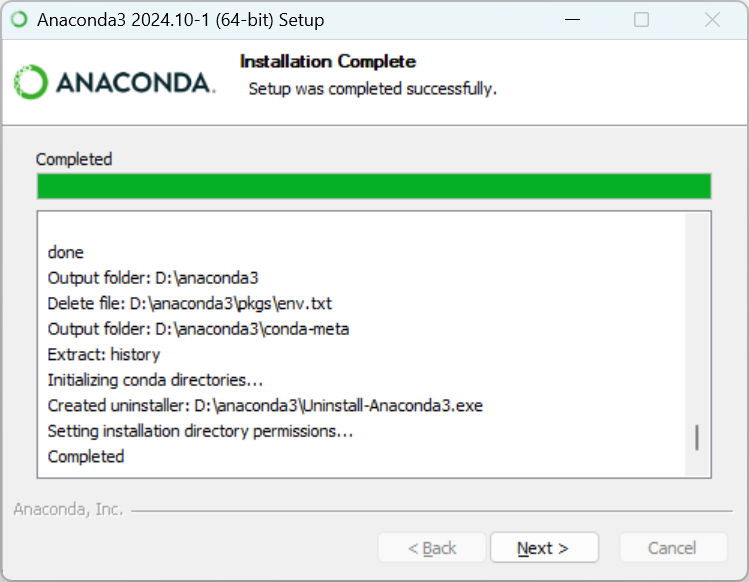 Anaconda3 2024.10-1 (64-bit) Setup
ANACONDA.
Installation Complete
Setup was completed successfully.
Completed
done
Output folder: D:\anaconda3
Delete file: D:\anaconda3\pkgs\env.txt
Output folder: D:\anaconda3\conda-meta
Extract: history
Initializing conda directories...
Created uninstaller: D:\anaconda3\Uninstall-Anaconda3.exe
Setting installation directory permissions...
Completed
Anaconda, Inc.
< Back
Next >
Cancel